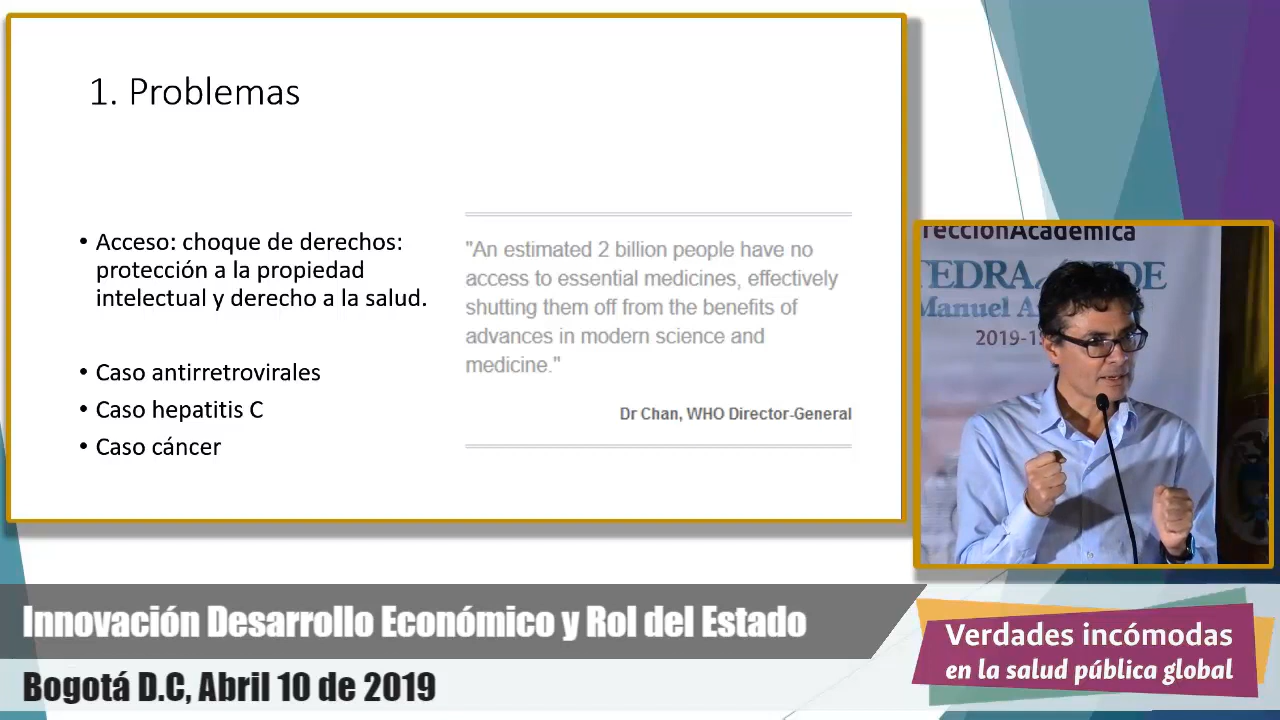 1. Problemas
• Acceso: choque de derechos:
protección a la propiedad
intelectual y derecho a la salud.
• Caso antirretrovirales
• Caso hepatitis C
• Caso cáncer
"An estimated 2 billion people have no
access to essential medicines, effectively
shutting them off from the benefits of
advances in modern science and
medicine."
Dr Chan, WHO Director-General
2019-1
Innovación Desarrollo Económico y Rol del Estado
Bogotá D.C, Abril 10 de 2019
Verdades incómodas
en la salud pública global